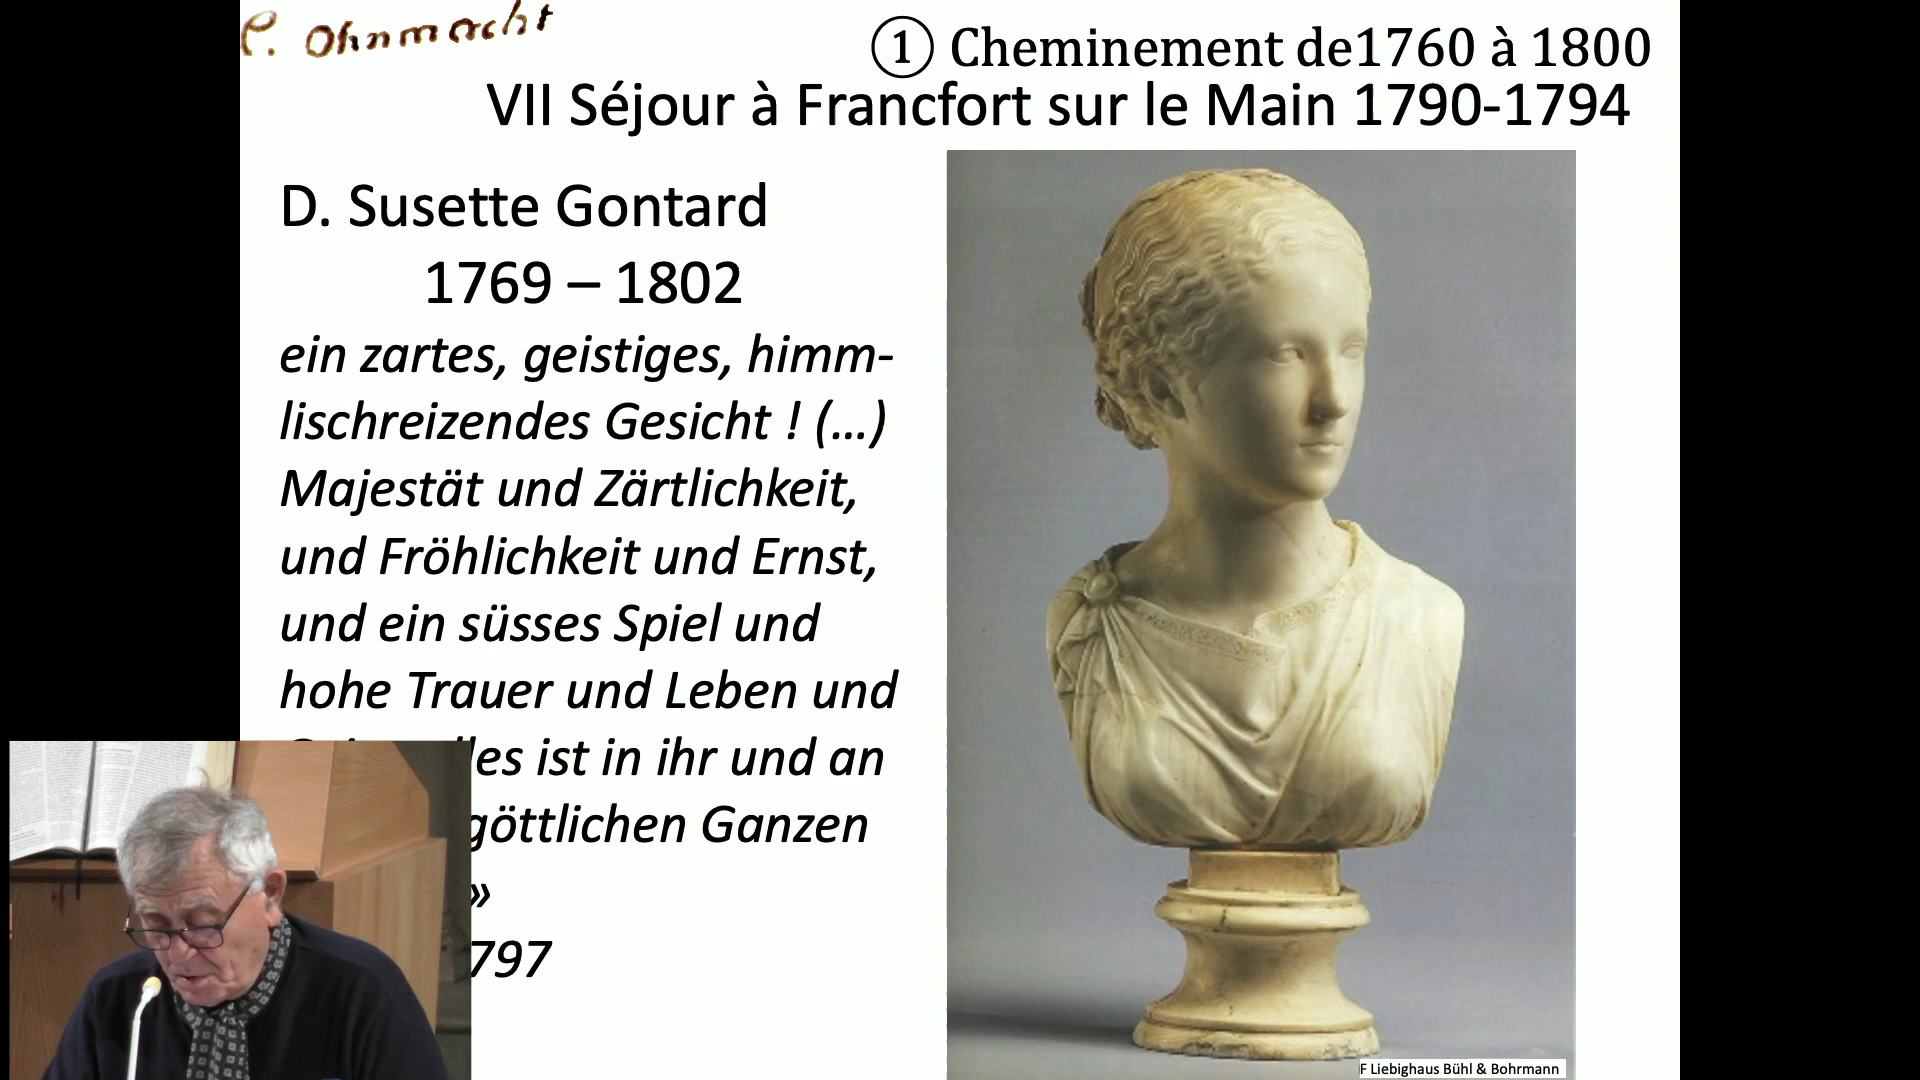 L. Ohnmacht
① Cheminement de1760 à 1800
VII Séjour à Francfort sur le Main 1790-1794
D. Susette Gontard
1769 – 1802
ein zartes, geistiges, himm-
lischreizendes Gesicht ! (…)
Majestät und Zärtlichkeit,
und Fröhlichkeit und Ernst,
und ein süsses Spiel und
hohe Trauer und Leben und
ist in ihr und an
göttlichen Ganzen
»
797
F Liebighaus Bühl & Bohrmann